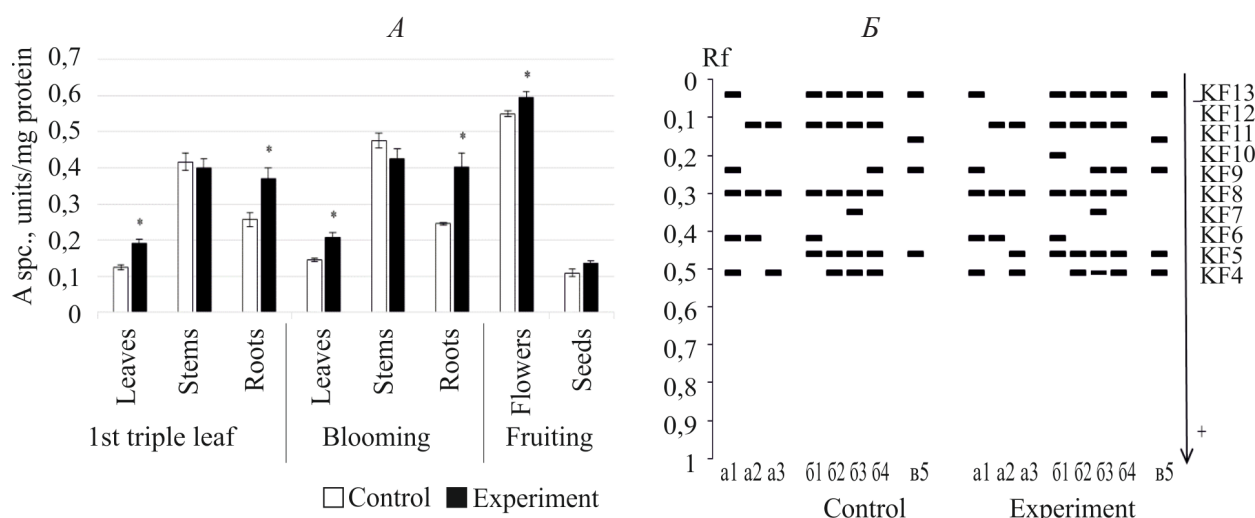 А
A spc., units/mg protein
0,7
0,6
0,5
0,4
0,3
0,2
0,1
0
*
*
*
*
*
Leaves
Stems
Roots
Leaves
Stems
Roots
Flowers
Seeds
1st triple leaf
Blooming
Fruiting
Control
Experiment
Б
Rf
0
0,1
0,2
0,3
0,4
0,5
0,6
0,7
0,8
0,9
1
KF13
KF12
KF11
KF10
KF9
KF8
KF7
KF6
KF5
KF4
_
+
а1 а2 а3 б1 б2 б3 б4 в5 а1 а2 а3 б1 б2 б3 б4 в5
Control Experiment